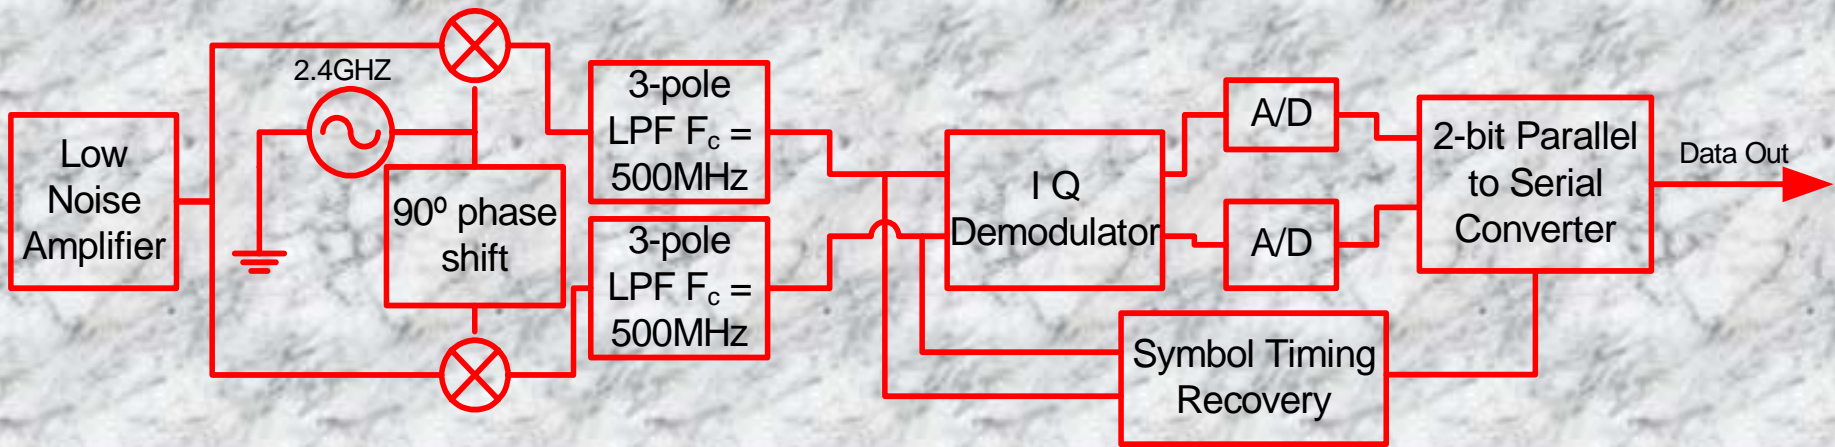 Low
Noise
Amplifier
2.4GHZ
90º phase
shift
3-pole
LPF Fc =
500MHz
3-pole
LPF Fc =
500MHz
I Q
Demodulator
A/D
A/D
2-bit Parallel
to Serial
Converter
Data Out
Symbol Timing
Recovery